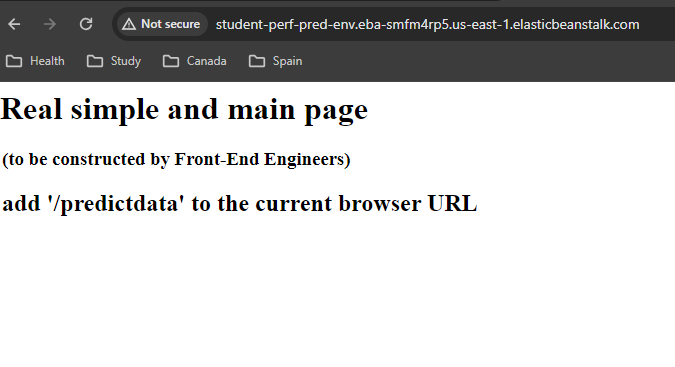 Not secure student-perf-pred-env.eba-smfm4rp5.us-east-1.elasticbeanstalk.com
Health Study Canada Spain
Real simple and main page
(to be constructed by Front-End Engineers)
add '/predictdata' to the current browser URL